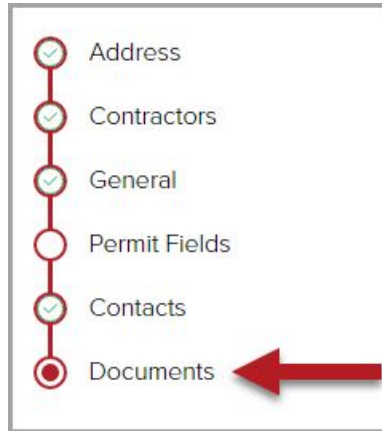 Address
Contractors
General
Permit Fields
Contacts
Documents